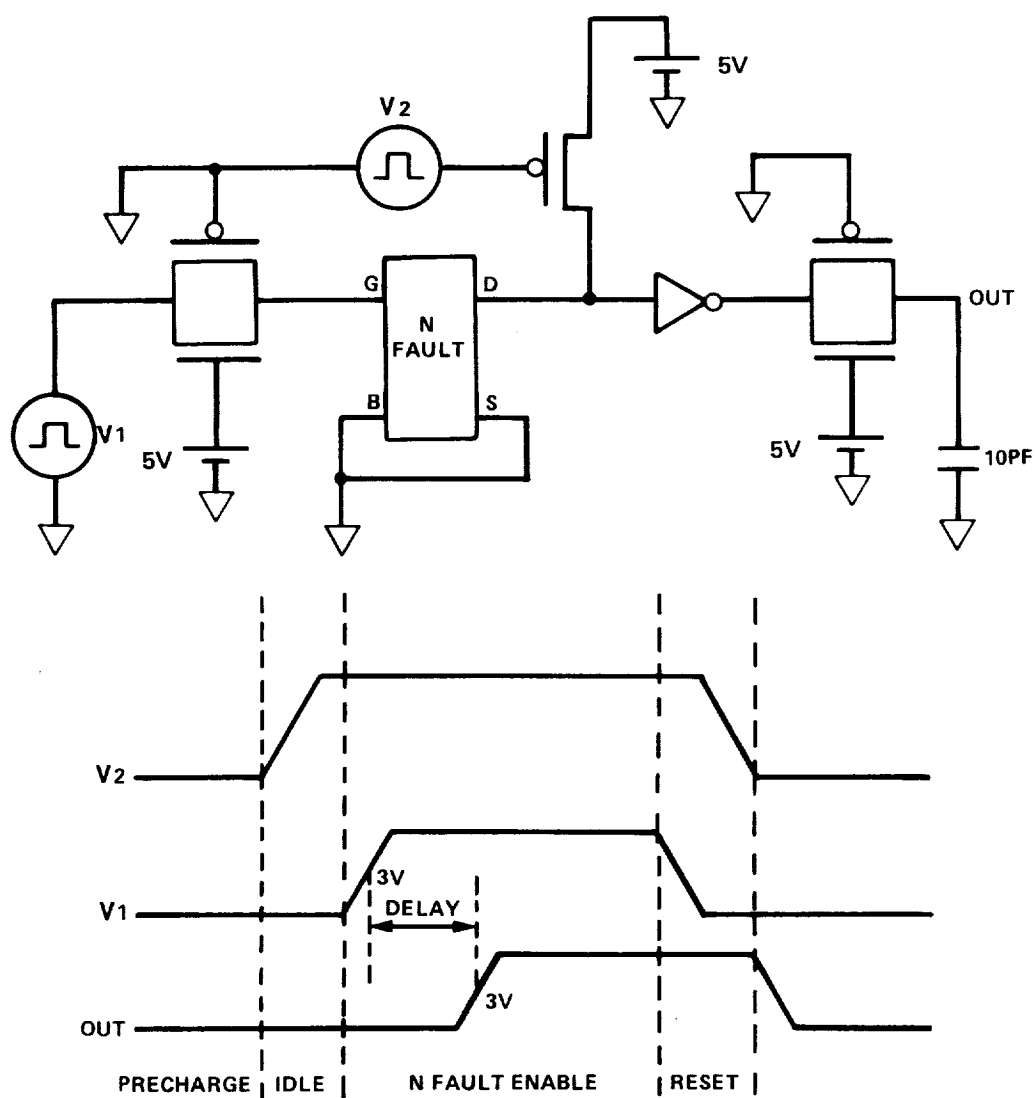 5V
V2
G
D
OUT
N
FAULT
B
S
V1
5V
5V
10PF
V2
3V
V1
DELAY
3V
OUT
PRECHARGE
IDLE
N FAULT ENABLE
RESET